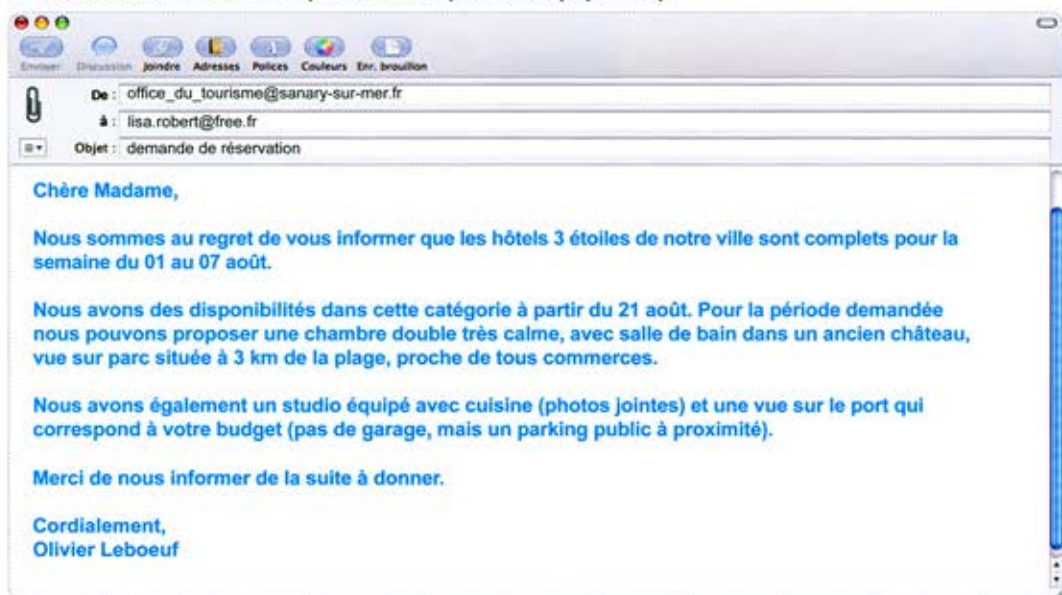 Envoyer Discussion Joindre Adresses Polices Couleurs Enr. brouillon
De : office_du_tourisme@sanary-sur-mer.fr
à : lisa.robert@free.fr
Objet : demande de réservation
Chère Madame,
Nous sommes au regret de vous informer que les hôtels 3 étoiles de notre ville sont complets pour la
semaine du 01 au 07 août.
Nous avons des disponibilités dans cette catégorie à partir du 21 août. Pour la période demandée
nous pouvons proposer une chambre double très calme, avec salle de bain dans un ancien château,
vue sur parc située à 3 km de la plage, proche de tous commerces.
Nous avons également un studio équipé avec cuisine (photos jointes) et une vue sur le port qui
correspond à votre budget (pas de garage, mais un parking public à proximité).
Merci de nous informer de la suite à donner.
Cordialement,
Olivier Leboeuf